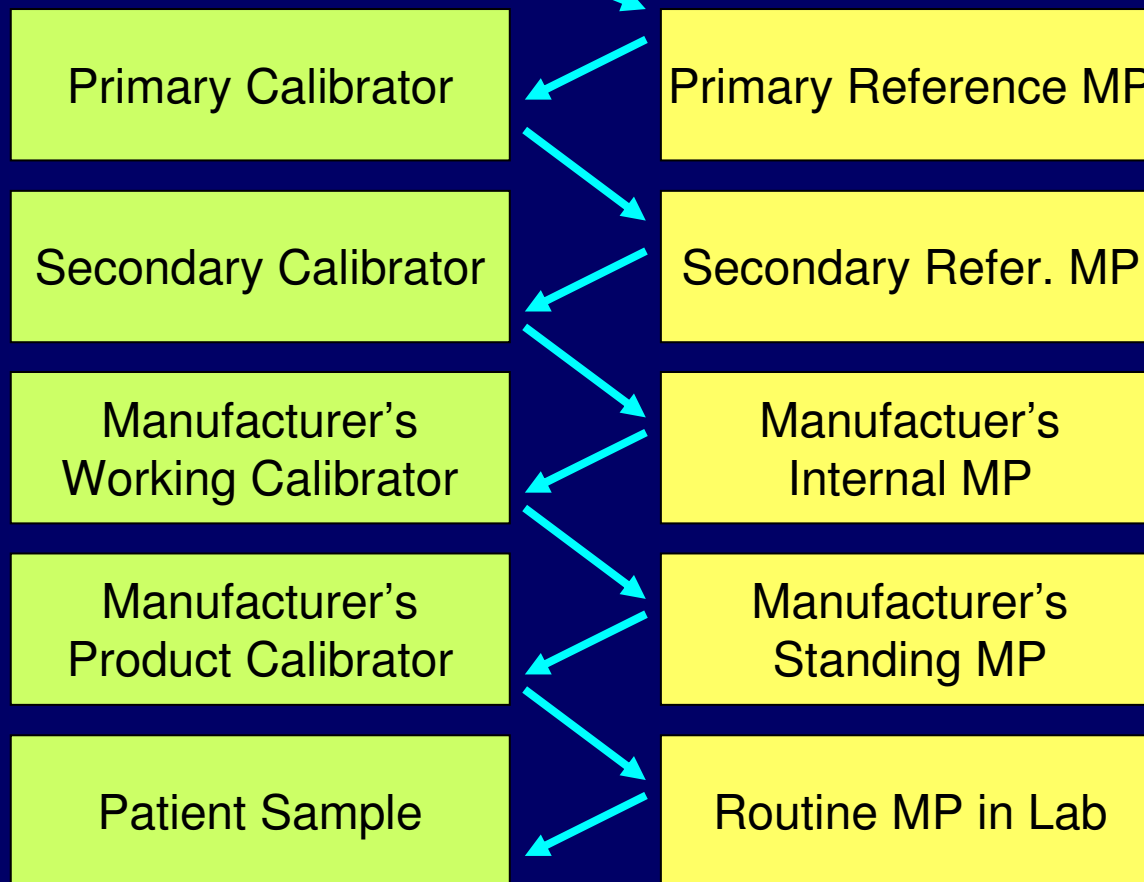 Primary Calibrator
Primary Reference MP
Secondary Calibrator
Secondary Refer. MP
Manufacturer's
Working Calibrator
Manufactuer's
Internal MP
Manufacturer's
Product Calibrator
Manufacturer's
Standing MP
Patient Sample
Routine MP in Lab